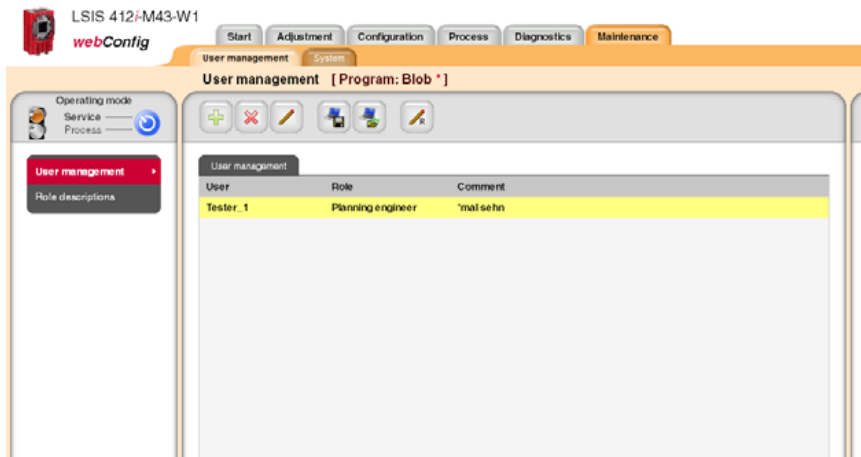 LSIS 412i-M43-W1
webConfig
Start Adjustment Configuration Process Diagnostics Maintenance
User management System
User management [ Program: Blob * ]
Operating mode
Service
Process
User management
Role descriptions
R
User management
User Role Comment
Tester_1 Planning engineer 'mal sehn